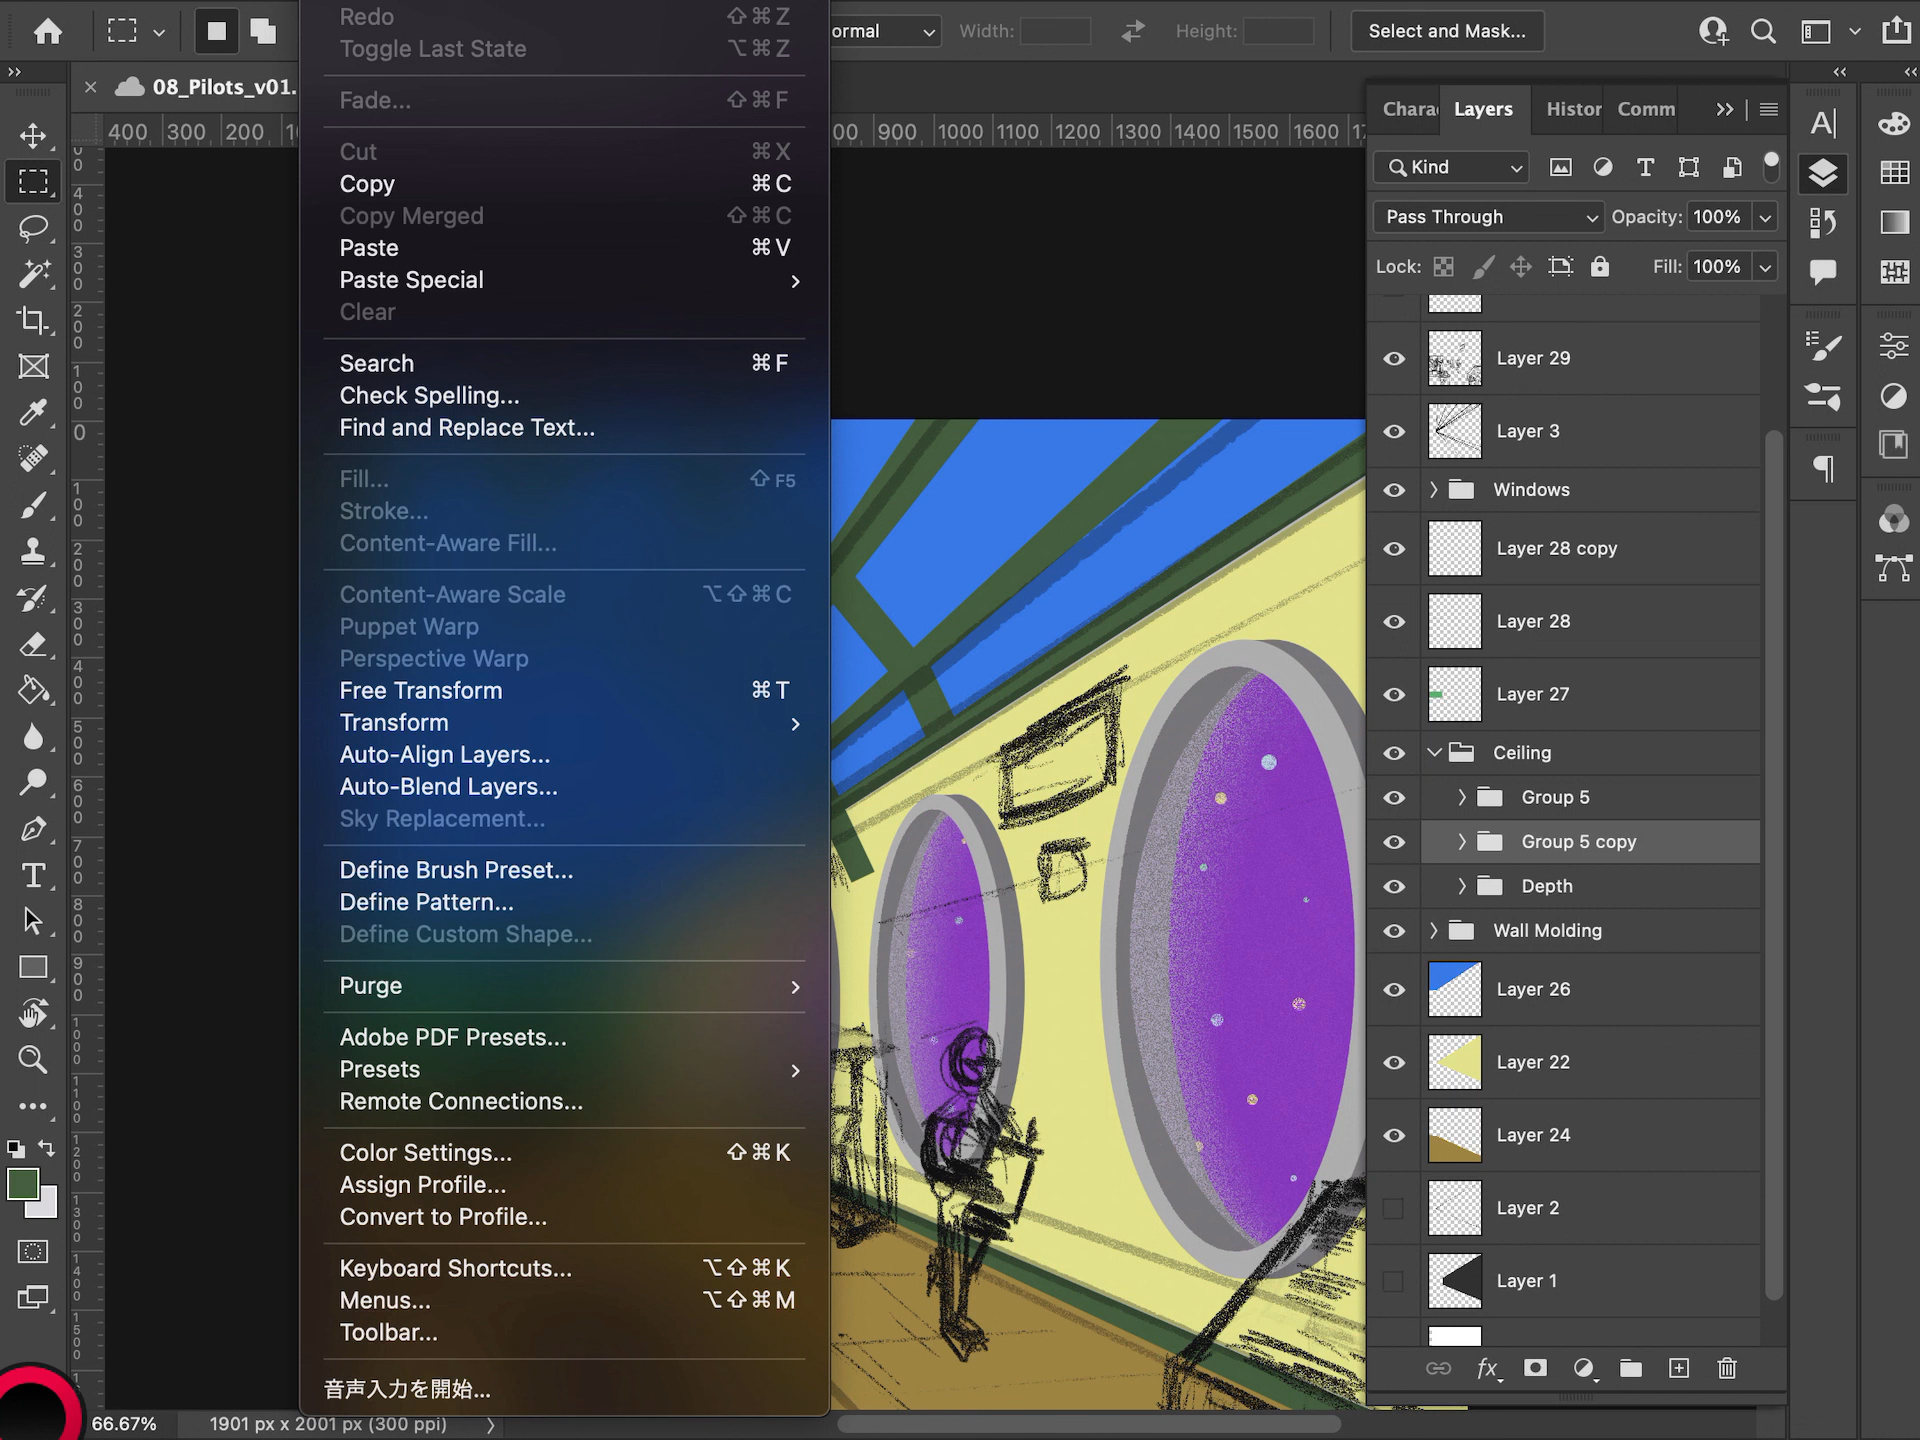 ormal
Width:
Height:
Select and Mask...
08_Pilots_v01.
400 300 200
900 1000 1100 1200 1300 1400 1500 1600
Redo ⇧⌘Z
Toggle Last State ⌥⌘Z
Fade... ⇧⌘F
Cut ⌘X
Copy ⌘C
Copy Merged ⇧⌘C
Paste ⌘V
Paste Special
Clear
Search ⌘F
Check Spelling...
Find and Replace Text...
Fill... ⇧F5
Stroke...
Content-Aware Fill...
Content-Aware Scale ⌥⇧⌘C
Puppet Warp
Perspective Warp
Free Transform ⌘T
Transform
Auto-Align Layers...
Auto-Blend Layers...
Sky Replacement...
Define Brush Preset...
Define Pattern...
Define Custom Shape...
Purge
Adobe PDF Presets...
Presets
Remote Connections...
Color Settings... ⇧⌘K
Assign Profile...
Convert to Profile...
Keyboard Shortcuts... ⌥⇧⌘K
Menus... ⌥⇧⌘M
Toolbar...
音声入力を開始...
Charac Layers Histor Comm
Kind
Pass Through Opacity: 100%
Lock: Fill: 100%
Layer 29
Layer 3
Windows
Layer 28 copy
Layer 28
Layer 27
Ceiling
Group 5
Group 5 copy
Depth
Wall Molding
Layer 26
Layer 22
Layer 24
Layer 2
Layer 1
fx
66.67% 1901 px x 2001 px (300 ppi)